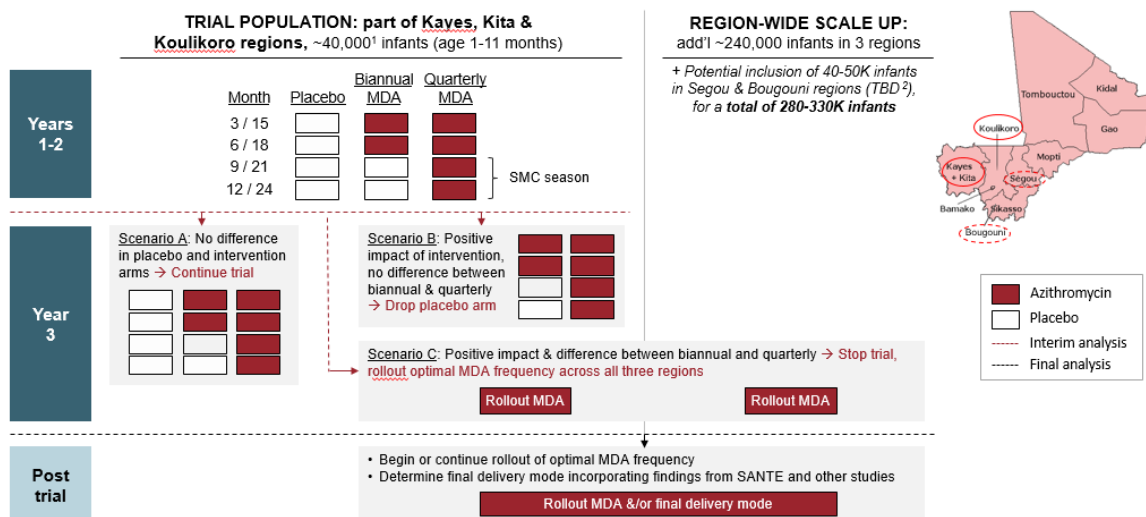 TRIAL POPULATION: part of Kayes, Kita &
Koulikoro regions, ~40,000¹ infants (age 1-11 months)
REGION-WIDE SCALE UP:
add'l ~240,000 infants in 3 regions
+ Potential inclusion of 40-50K infants
in Segou & Bougouni regions (TBD²),
for a total of 280-330K infants
Years
1-2
Month
Placebo
Biannual
MDA
Quarterly
MDA
3 / 15
6 / 18
9 / 21
12 / 24
SMC season
Tombouctou
Kidal
Gao
Koulikoro
Mopti
Kayes
+ Kita
Ségou
Bamako
Sikasso
Bougouni
Year
3
Scenario A: No difference
in placebo and intervention
arms → Continue trial
Scenario B: Positive
impact of intervention,
no difference between
biannual & quarterly
→ Drop placebo arm
Scenario C: Positive impact & difference between biannual and quarterly → Stop trial,
rollout optimal MDA frequency across all three regions
Rollout MDA
Rollout MDA
Azithromycin
Placebo
Interim analysis
Final analysis
Post
trial
• Begin or continue rollout of optimal MDA frequency
• Determine final delivery mode incorporating findings from SANTE and other studies
Rollout MDA &/or final delivery mode